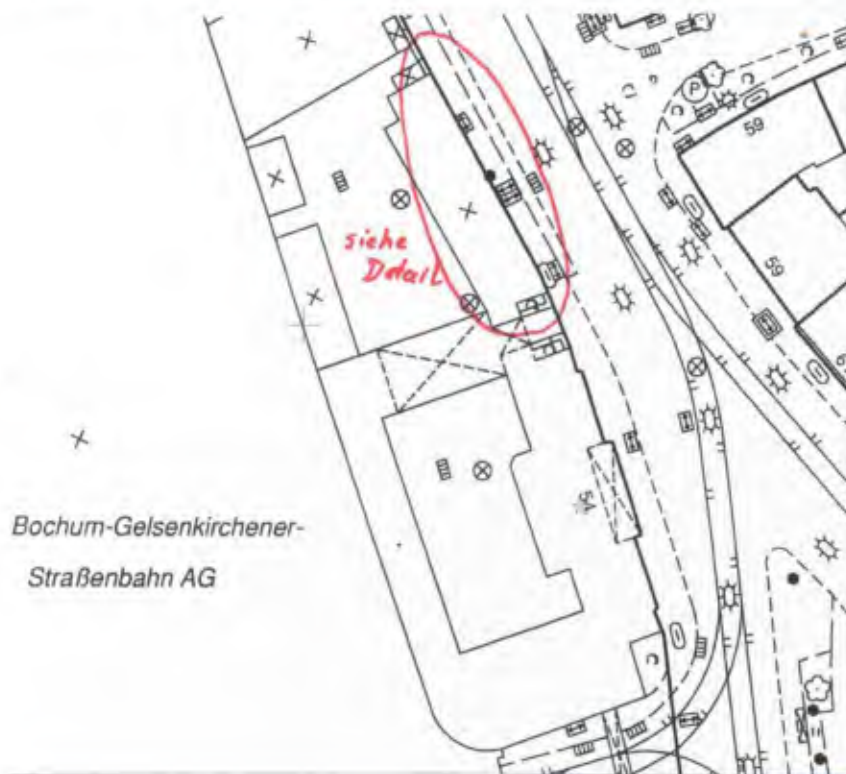 P
59
siehe
Detail
59
54
Bochum-Gelsenkirchener-
Straßenbahn AG